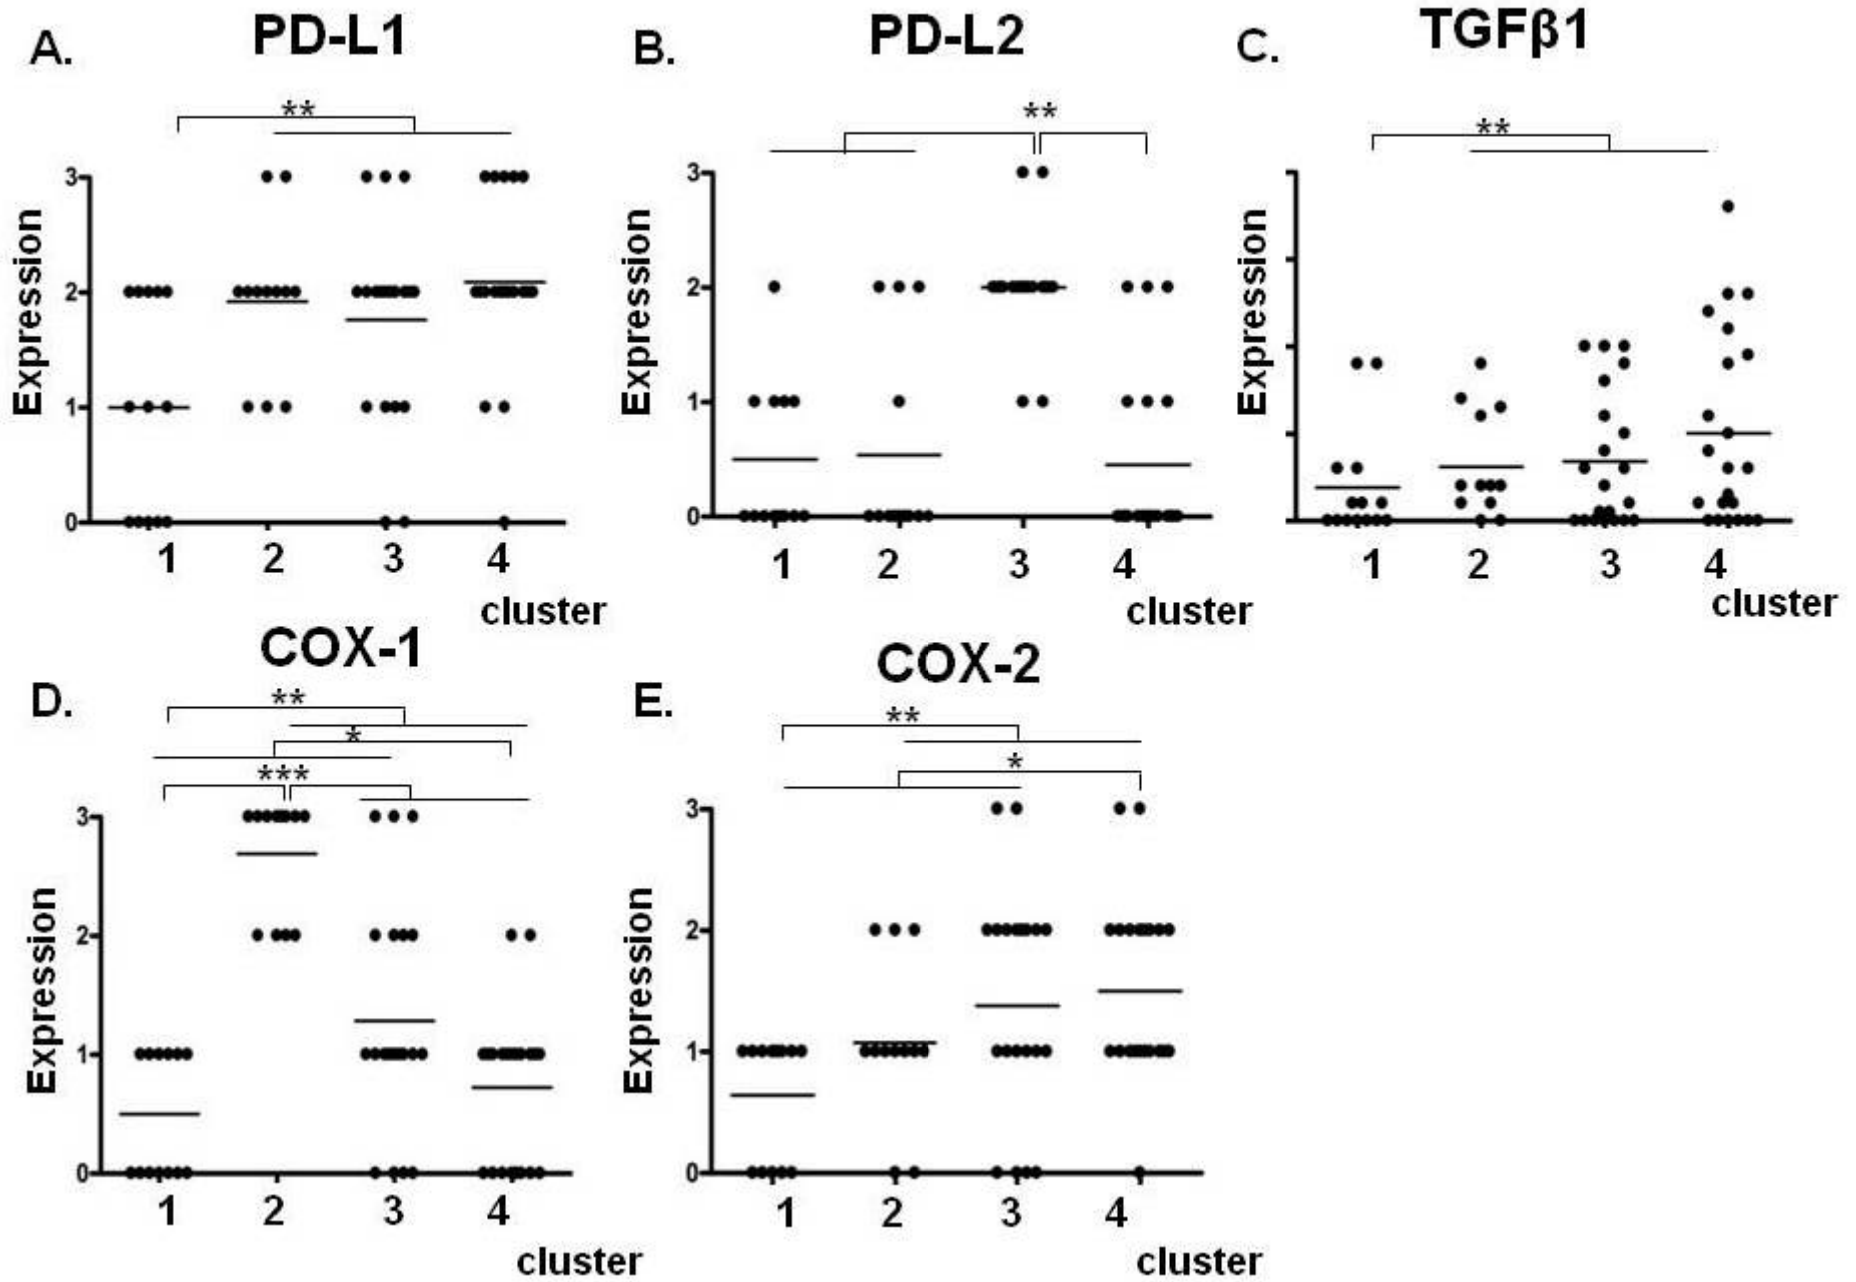 A. PD-L1
**
Expression
3
2
1
0
1 2 3 4
cluster
B. PD-L2
**
Expression
3
2
1
0
1 2 3 4
cluster
C. TGFβ1
**
Expression
1 2 3 4
cluster
D. COX-1
**
*
***
Expression
3
2
1
0
1 2 3 4
cluster
E. COX-2
**
*
Expression
3
2
1
0
1 2 3 4
cluster